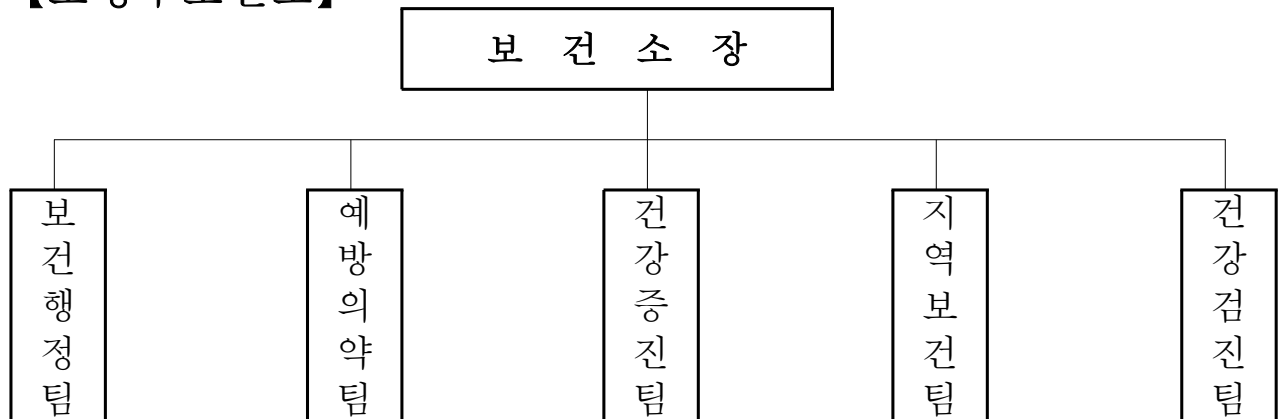 보 건 소 장
보건행정팀
예방의약팀
건강증진팀
지역보건팀
건강검진팀